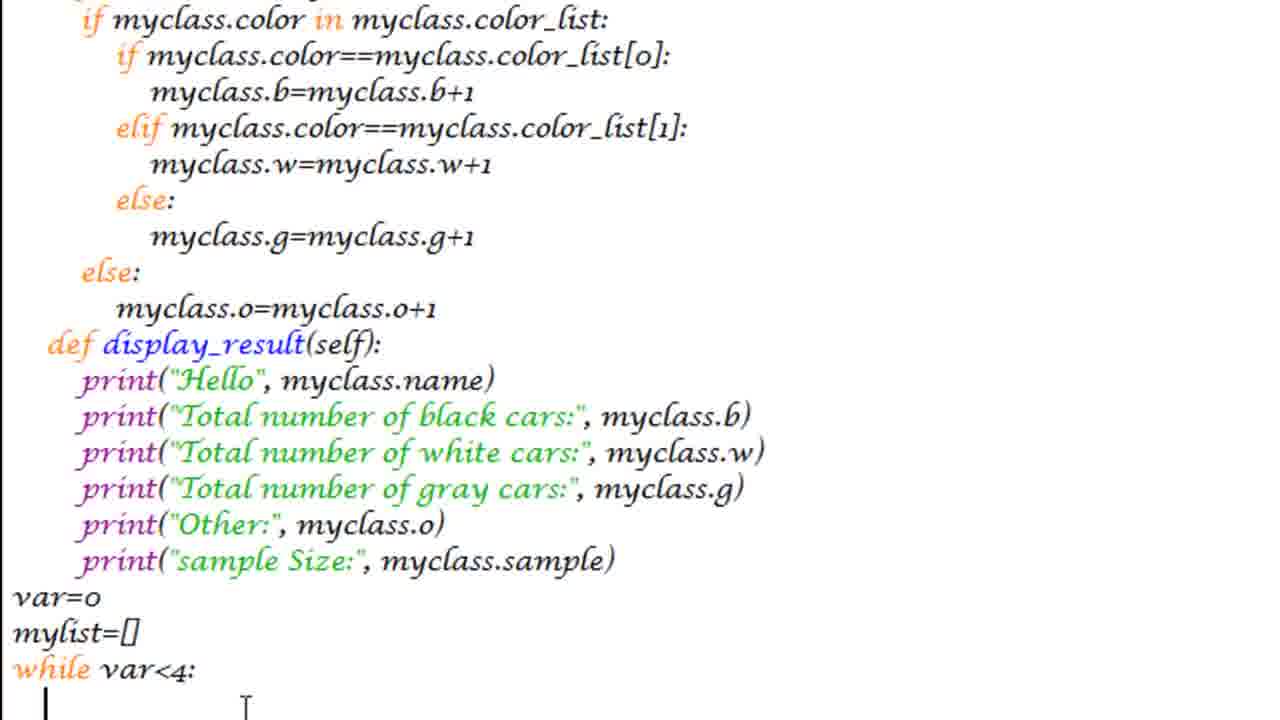 if myclass.color in myclass.color_list:
if myclass.color==myclass.color_list[0]:
myclass.b=myclass.b+1
elif myclass.color==myclass.color_list[1]:
myclass.w=myclass.w+1
else:
myclass.g=myclass.g+1
else:
myclass.o=myclass.o+1
def display_result(self):
print("Hello", myclass.name)
print("Total number of black cars:", myclass.b)
print("Total number of white cars:", myclass.w)
print("Total number of gray cars:", myclass.g)
print("Other:", myclass.o)
print("sample Size:", myclass.sample)
var=0
mylist=[]
while var<4: